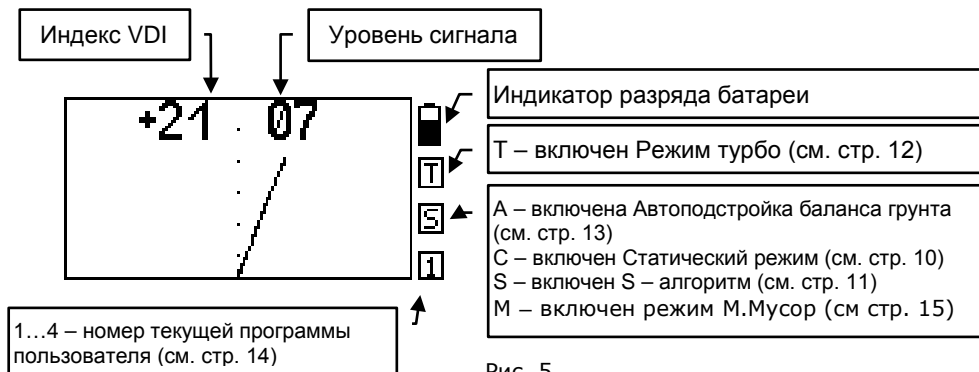 Индекс VDI
Уровень сигнала
+21 07
Индикатор разряда батареи
T
Т – включен Режим турбо (см. стр. 12)
S
А – включена Автоподстройка баланса грунта
(см. стр. 13)
С – включен Статический режим (см. стр. 10)
S – включен S – алгоритм (см. стр. 11)
М – включен режим М.Мусор (см стр. 15)
1
1…4 – номер текущей программы
пользователя (см. стр. 14)
Рис. 5